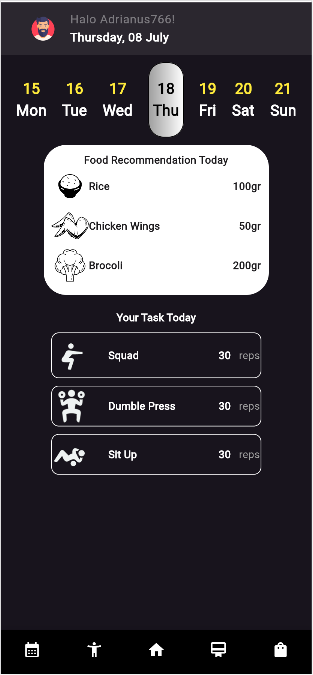 Halo Adrianus766!
Thursday, 08 July
15 16 17 18 19 20 21
Mon Tue Wed Thu Fri Sat Sun
Food Recommendation Today
Rice 100gr
Chicken Wings 50gr
Brocoli 200gr
Your Task Today
Squad 30 reps
Dumble Press 30 reps
Sit Up 30 reps